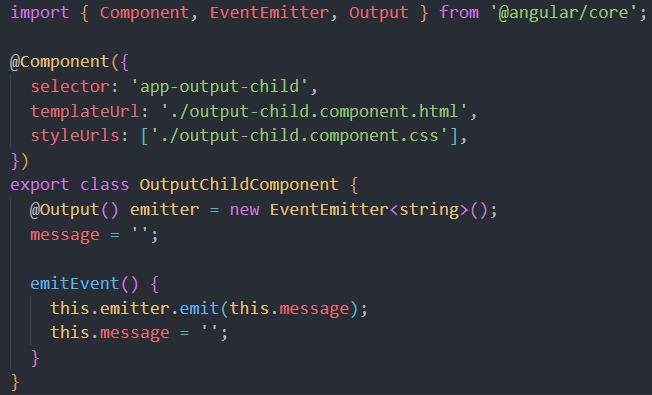 import { Component, EventEmitter, Output } from '@angular/core';
@Component({
  selector: 'app-output-child',
  templateUrl: './output-child.component.html',
  styleUrls: ['./output-child.component.css'],
})
export class OutputChildComponent {
  @Output() emitter = new EventEmitter<string>();
  message = '';
  emitEvent() {
    this.emitter.emit(this.message);
    this.message = '';
  }
}